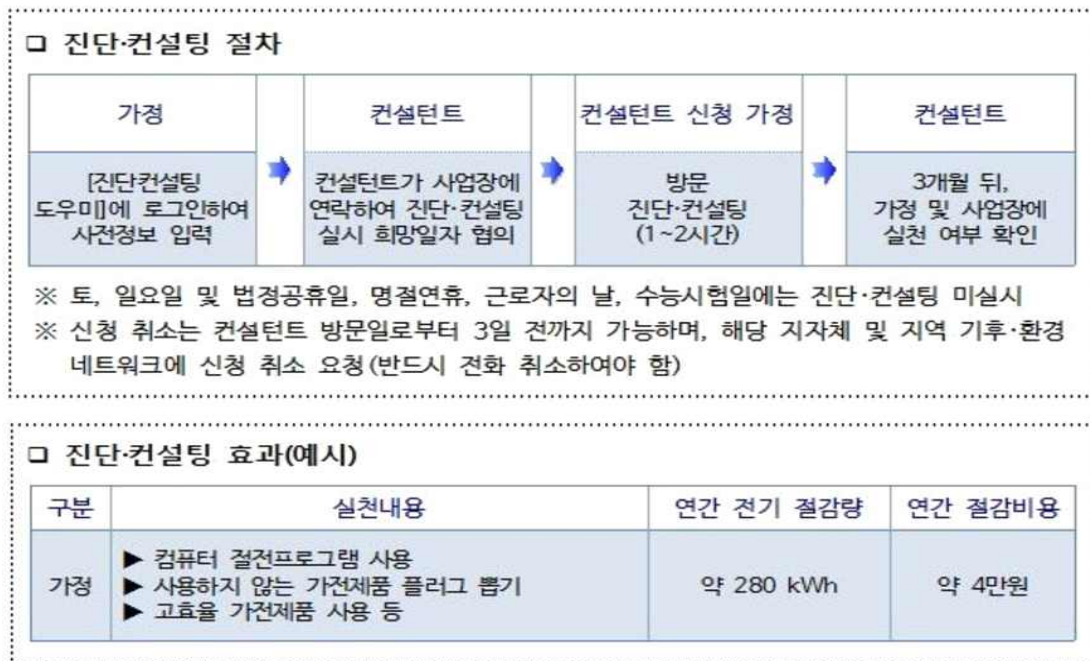 □ 진단·컨설팅 절차
가정
컨설턴트
컨설턴트 신청 가정
컨설턴트
[진단컨설팅
도우미]에 로그인하여
사전정보 입력
컨설턴트가 사업장에
연락하여 진단·컨설팅
실시 희망일자 협의
방문
진단·컨설팅
(1~2시간)
3개월 뒤,
가정 및 사업장에
실천 여부 확인
※ 토, 일요일 및 법정공휴일, 명절연휴, 근로자의 날, 수능시험일에는 진단·컨설팅 미실시
※ 신청 취소는 컨설턴트 방문일로부터 3일 전까지 가능하며, 해당 지자체 및 지역 기후·환경
네트워크에 신청 취소 요청(반드시 전화 취소하여야 함)
□ 진단·컨설팅 효과(예시)
구분
실천내용
연간 전기 절감량
연간 절감비용
가정
▶ 컴퓨터 절전프로그램 사용
▶ 사용하지 않는 가전제품 플러그 뽑기
▶ 고효율 가전제품 사용 등
약 280 kWh
약 4만원